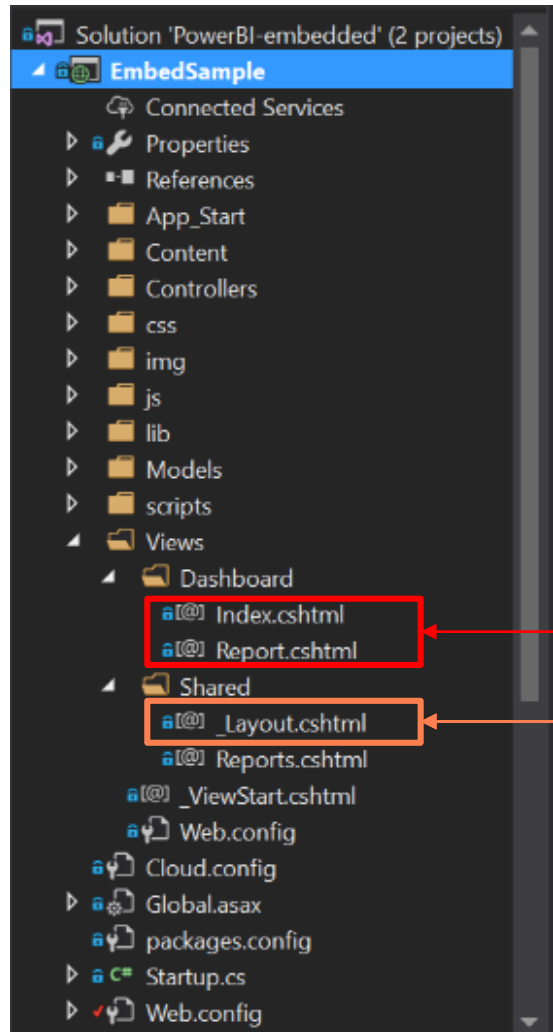 Solution 'PowerBI-embedded' (2 projects)
EmbedSample
Connected Services
Properties
References
App_Start
Content
Controllers
css
img
js
lib
Models
scripts
Views
Dashboard
[@] Index.cshtml
[@] Report.cshtml
Shared
[@] _Layout.cshtml
[@] Reports.cshtml
[@] _ViewStart.cshtml
Web.config
Cloud.config
Global.asax
packages.config
C# Startup.cs
Web.config